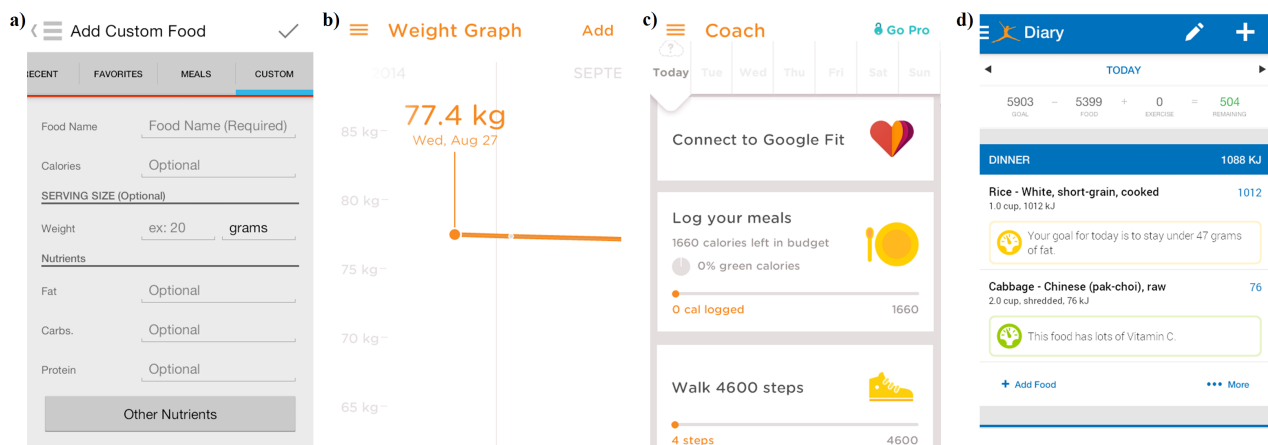 a)
Add Custom Food
ECENT FAVORITES MEALS CUSTOM
Food Name Food Name (Required)
Calories Optional
SERVING SIZE (Optional)
Weight ex: 20 grams
Nutrients
Fat Optional
Carbs. Optional
Protein Optional
Other Nutrients
b)
Weight Graph Add
2014 SEPTE
77.4 kg
Wed, Aug 27
85 kg
80 kg
75 kg
70 kg
65 kg
c)
Coach Go Pro
?
Today Tue Wed Thu Fri Sat Sun
Connect to Google Fit
Log your meals
1660 calories left in budget
0% green calories
0 cal logged 1660
Walk 4600 steps
4 steps 4600
d)
Diary
TODAY
5903 - 5399 + 0 = 504
GOAL FOOD EXERCISE REMAINING
DINNER 1088 KJ
Rice - White, short-grain, cooked 1012
1.0 cup, 1012 kJ
Your goal for today is to stay under 47 grams
of fat.
Cabbage - Chinese (pak-choi), raw 76
2.0 cup, shredded, 76 kJ
This food has lots of Vitamin C.
+ Add Food ••• More